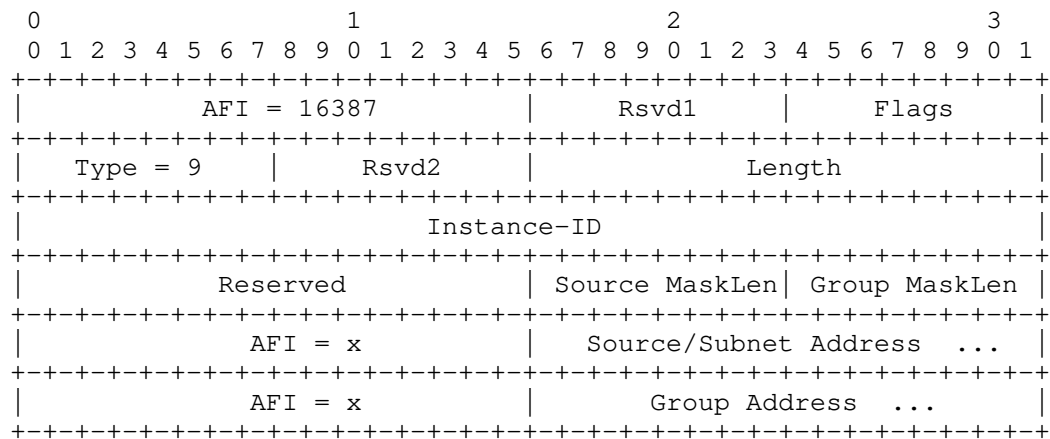 0                   1                   2                   3
 0 1 2 3 4 5 6 7 8 9 0 1 2 3 4 5 6 7 8 9 0 1 2 3 4 5 6 7 8 9 0 1
+-+-+-+-+-+-+-+-+-+-+-+-+-+-+-+-+-+-+-+-+-+-+-+-+-+-+-+-+-+-+-+-+
|           AFI = 16387         |     Rsvd1     |     Flags     |
+-+-+-+-+-+-+-+-+-+-+-+-+-+-+-+-+-+-+-+-+-+-+-+-+-+-+-+-+-+-+-+-+
|   Type = 9    |     Rsvd2     |             Length            |
+-+-+-+-+-+-+-+-+-+-+-+-+-+-+-+-+-+-+-+-+-+-+-+-+-+-+-+-+-+-+-+-+
|                         Instance-ID                           |
+-+-+-+-+-+-+-+-+-+-+-+-+-+-+-+-+-+-+-+-+-+-+-+-+-+-+-+-+-+-+-+-+
|            Reserved           | Source MaskLen| Group MaskLen |
+-+-+-+-+-+-+-+-+-+-+-+-+-+-+-+-+-+-+-+-+-+-+-+-+-+-+-+-+-+-+-+-+
|              AFI = x          |   Source/Subnet Address  ...  |
+-+-+-+-+-+-+-+-+-+-+-+-+-+-+-+-+-+-+-+-+-+-+-+-+-+-+-+-+-+-+-+-+
|              AFI = x          |       Group Address  ...      |
+-+-+-+-+-+-+-+-+-+-+-+-+-+-+-+-+-+-+-+-+-+-+-+-+-+-+-+-+-+-+-+-+